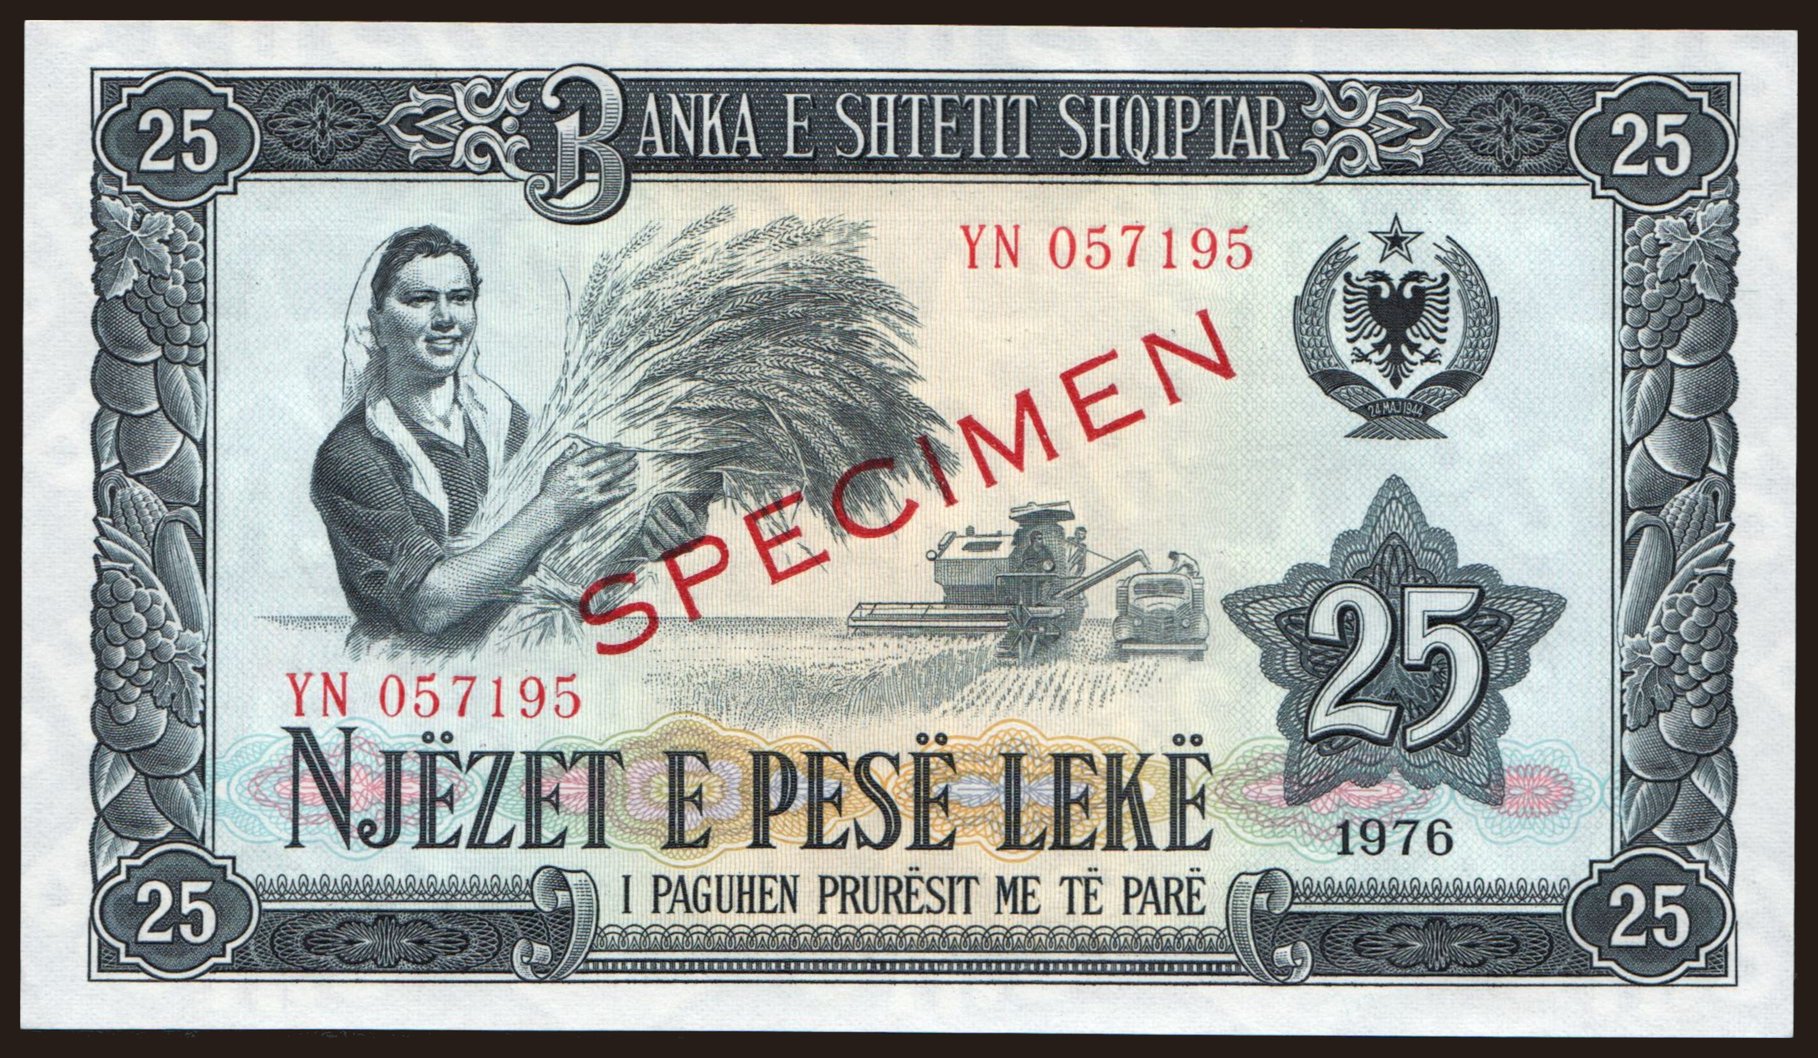 25
BANKA E SHTETIT SHQIPTAR
25
YN 057195
24 MAJ 1944
SPECIMEN
25
YN 057195
NJËZET E PESË LEKË
1976
I PAGUHEN PRURËSIT ME TË PARË
25
25